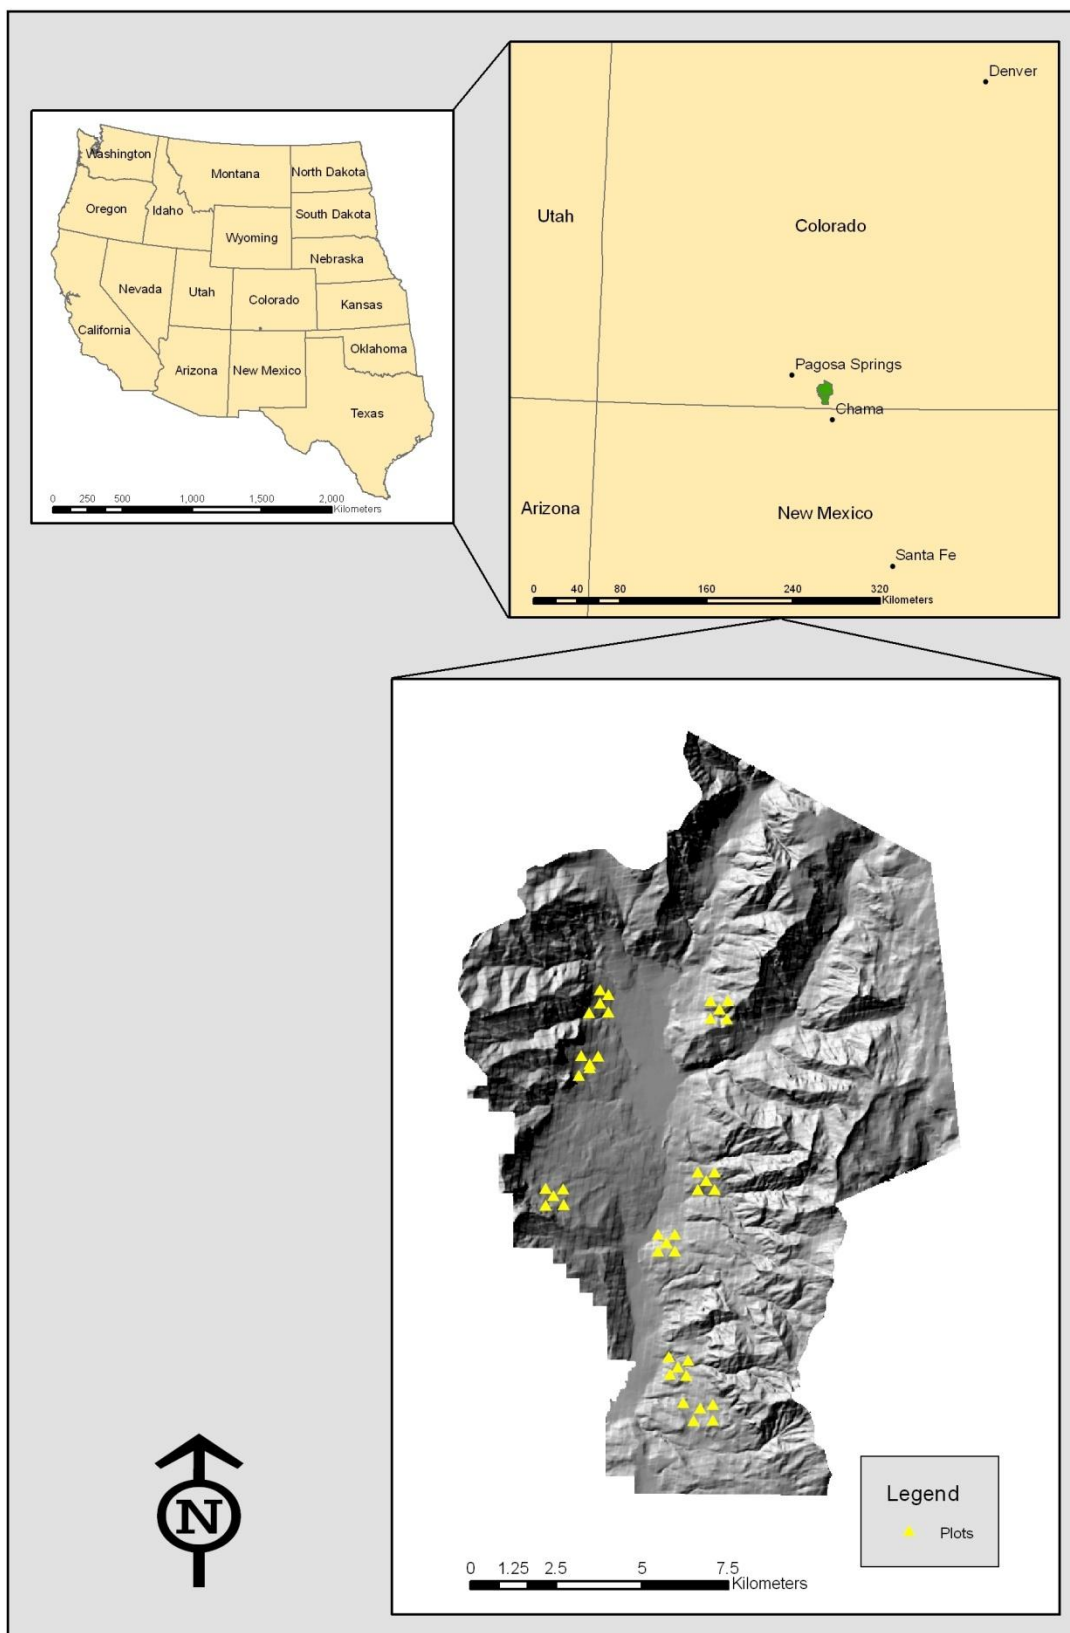 Washington
Montana
North Dakota
Oregon
Idaho
South Dakota
Wyoming
Nebraska
Nevada
Utah
Colorado
Kansas
California
Oklahoma
Arizona
New Mexico
Texas
0 250 500 1,000 1,500 2,000
Kilometers
Denver
Utah
Colorado
Pagosa Springs
Chama
Arizona
New Mexico
Santa Fe
0 40 80 160 240 320
Kilometers
N
Legend
Plots
0 1.25 2.5 5 7.5
Kilometers